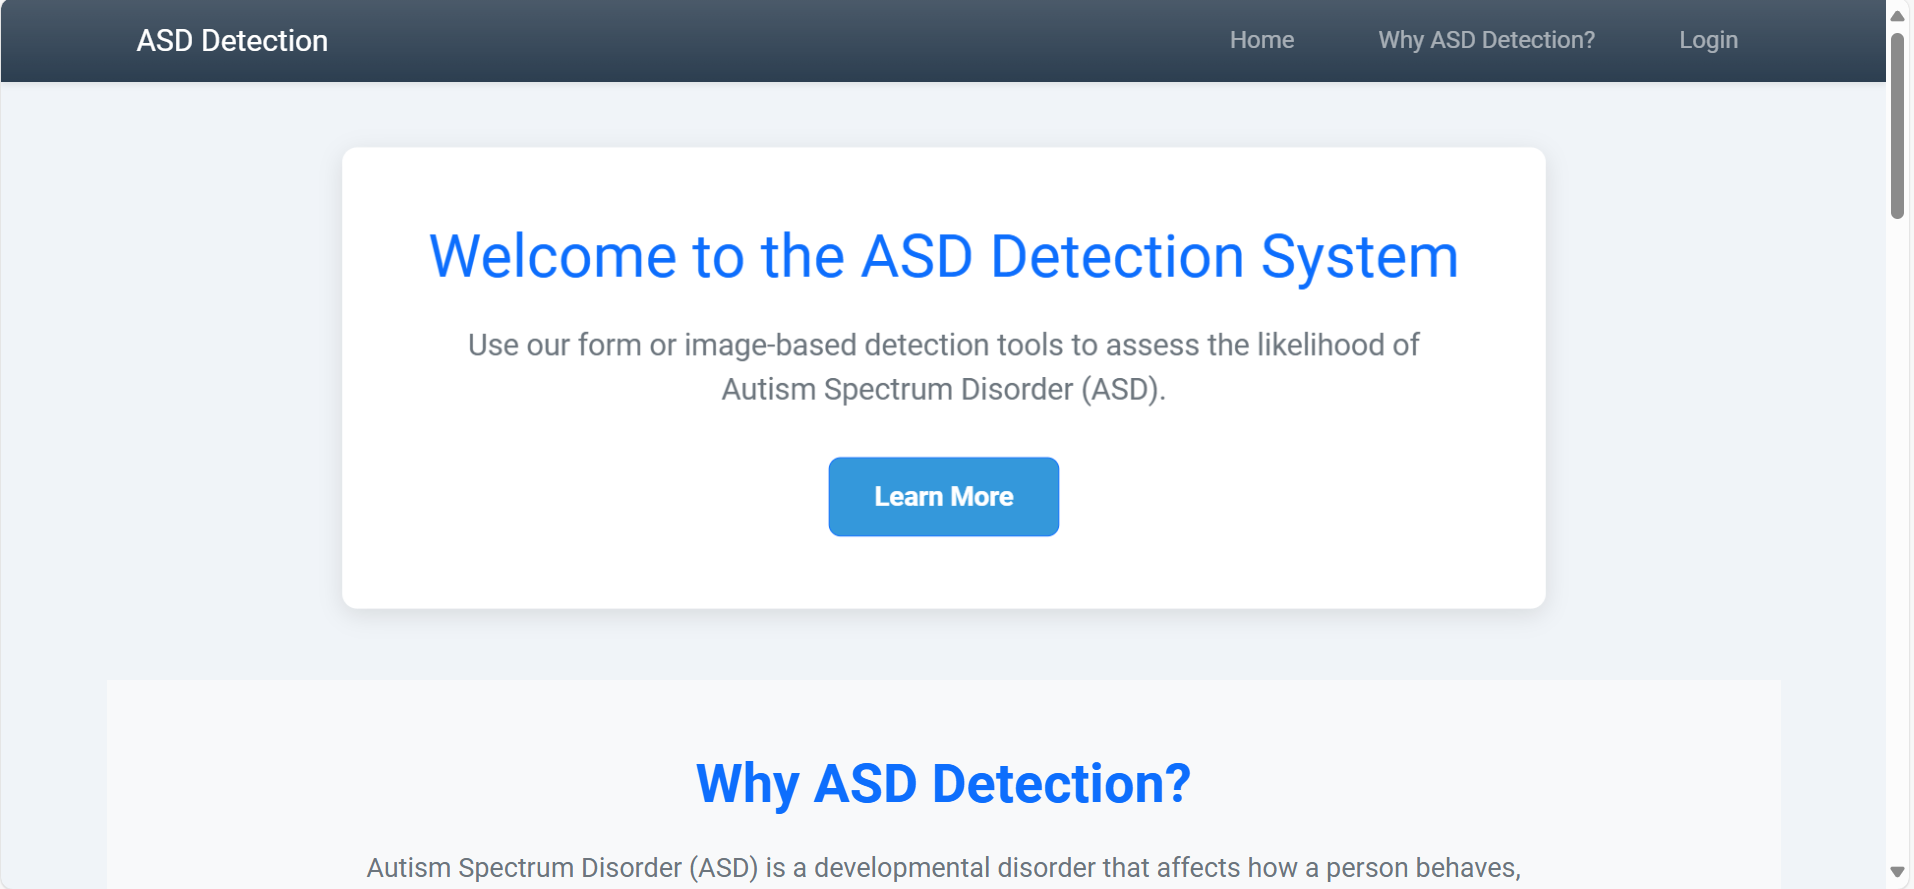 ASD Detection
Home
Why ASD Detection?
Login
Welcome to the ASD Detection System
Use our form or image-based detection tools to assess the likelihood of
Autism Spectrum Disorder (ASD).
Learn More
Why ASD Detection?
Autism Spectrum Disorder (ASD) is a developmental disorder that affects how a person behaves,